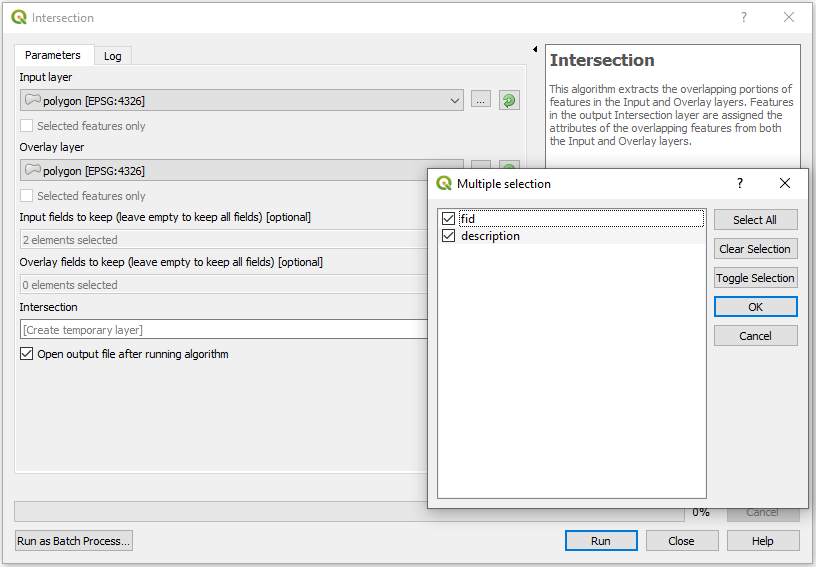 Intersection
Parameters
Log
Input layer
polygon [EPSG:4326]
...
Selected features only
Overlay layer
polygon [EPSG:4326]
Selected features only
Input fields to keep (leave empty to keep all fields) [optional]
2 elements selected
Overlay fields to keep (leave empty to keep all fields) [optional]
0 elements selected
Intersection
[Create temporary layer]
Open output file after running algorithm
Intersection
This algorithm extracts the overlapping portions of
features in the Input and Overlay layers. Features
in the output Intersection layer are assigned the
attributes of the overlapping features from both
the Input and Overlay layers.
Multiple selection
?
fid
description
Select All
Clear Selection
Toggle Selection
OK
Cancel
0%
Cancel
Run as Batch Process...
Run
Close
Help
?